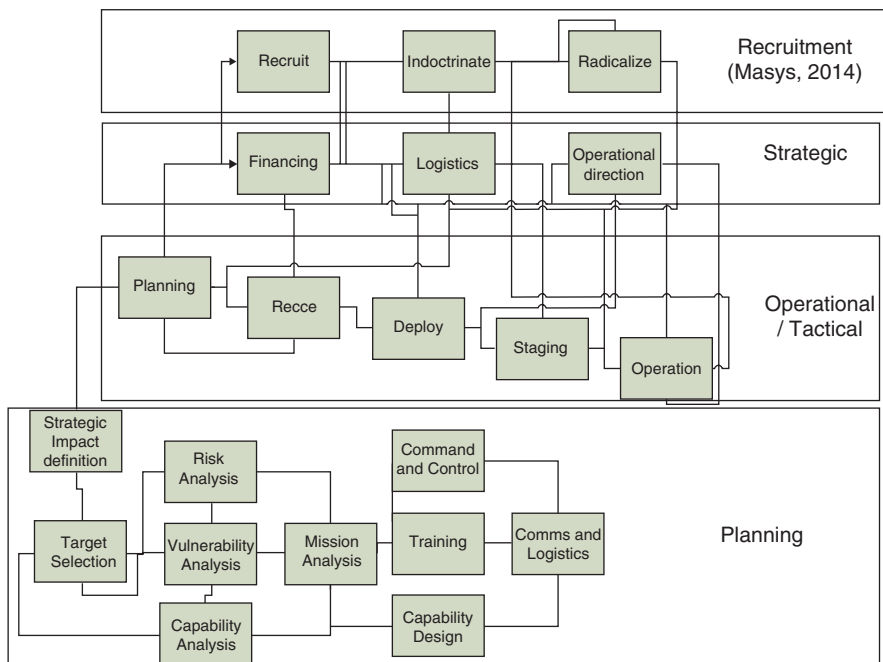 Recruit
Indoctrinate
Radicalize
Recruitment
(Masys, 2014)
Financing
Logistics
Operational
direction
Strategic
Planning
Recce
Deploy
Staging
Operation
Operational
/ Tactical
Strategic
Impact
definition
Risk
Analysis
Command
and Control
Target
Selection
Vulnerability
Analysis
Mission
Analysis
Training
Comms and
Logistics
Planning
Capability
Analysis
Capability
Design